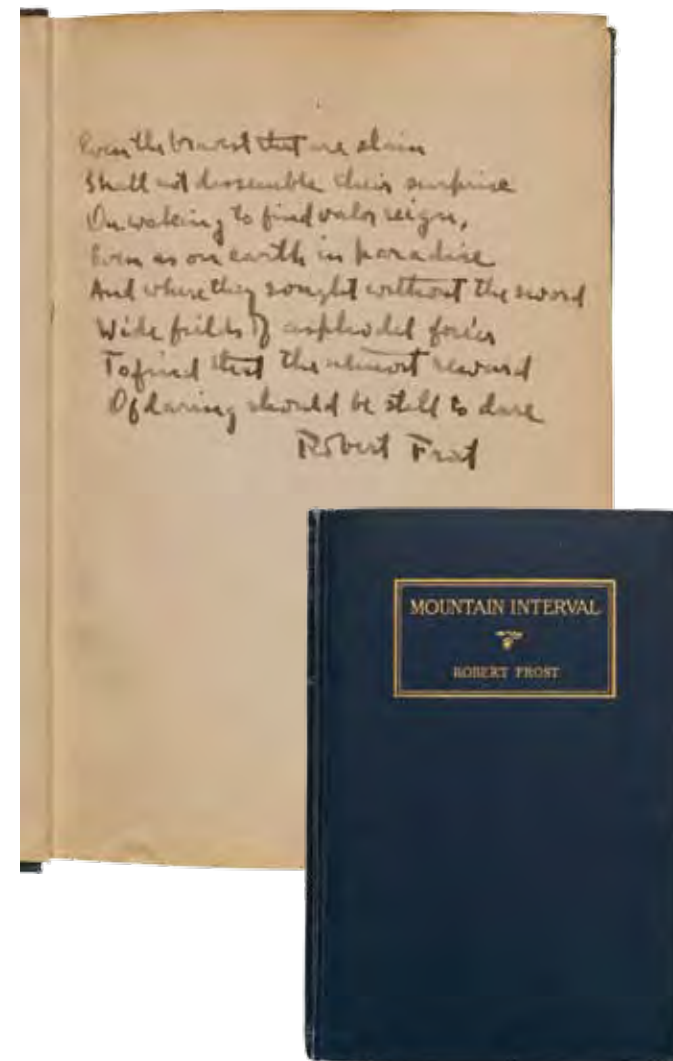 Even the bravest that are slain
Shall not dissemble their surprise
On waking to find valor reign,
Even as on earth in paradise
And where they sought without the sword
Wide fields of asphodel fore'er
To find that the utmost reward
Of daring should be still to dare
Robert Frost
MOUNTAIN INTERVAL
ROBERT FROST